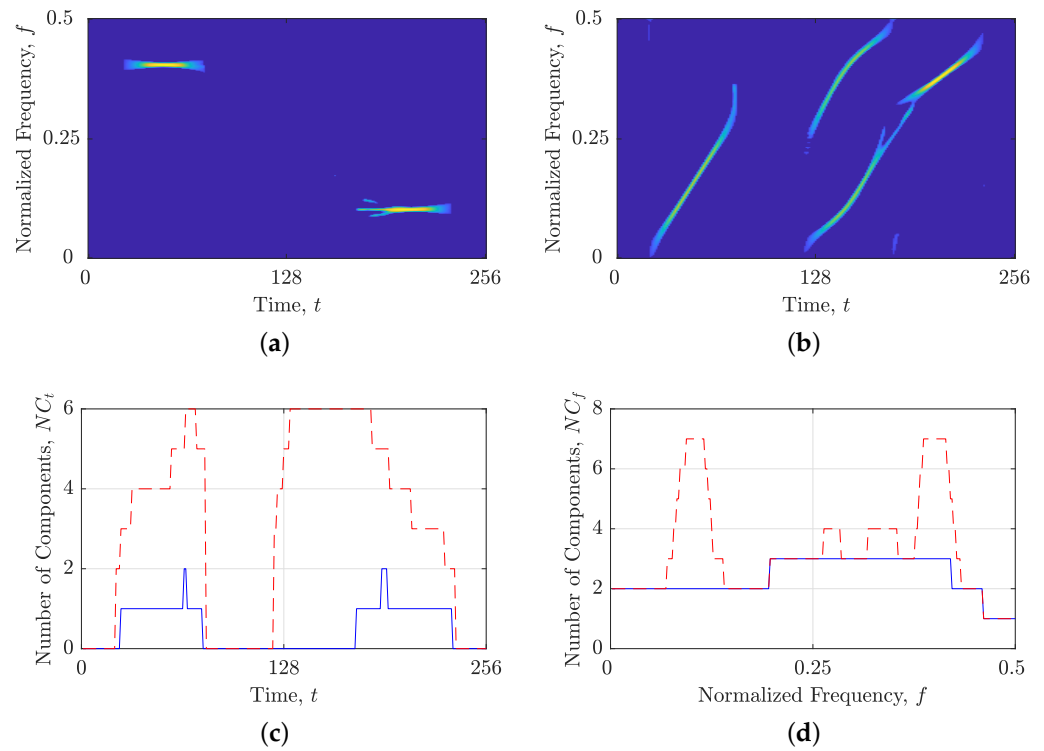 0.5
0.25
0
0
128
256
Normalized Frequency, f
Time, t
(a)
0.5
0.25
0
0
128
256
Normalized Frequency, f
Time, t
(b)
6
4
2
0
0
128
256
Number of Components, NC_t
Time, t
(c)
8
6
4
2
0
0
0.25
0.5
Number of Components, NC_f
Normalized Frequency, f
(d)